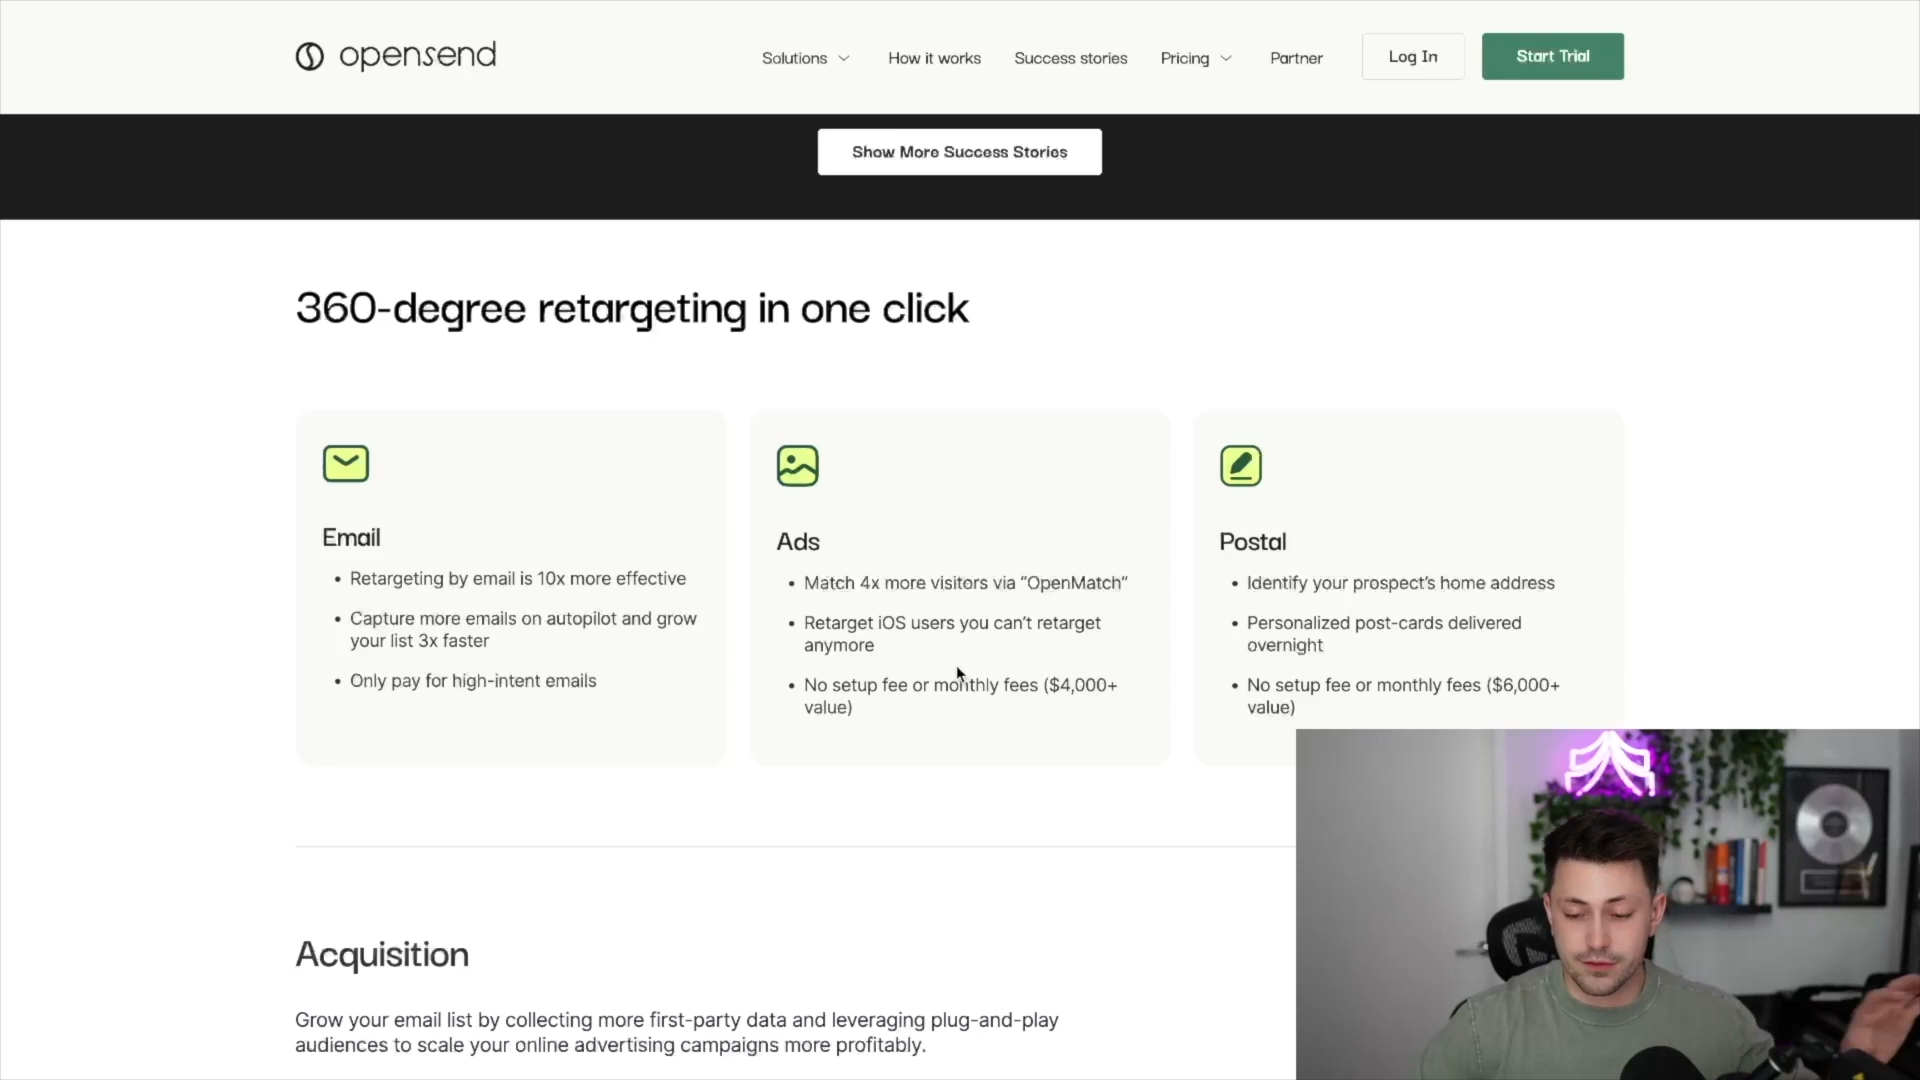 opensend
Solutions
How it works
Success stories
Pricing
Partner
Log In
Start Trial
Show More Success Stories
360-degree retargeting in one click
Email
• Retargeting by email is 10x more effective
• Capture more emails on autopilot and grow
your list 3x faster
• Only pay for high-intent emails
Ads
• Match 4x more visitors via “OpenMatch”
• Retarget iOS users you can’t retarget
anymore
• No setup fee or monthly fees ($4,000+
value)
Postal
• Identify your prospect’s home address
• Personalized post-cards delivered
overnight
• No setup fee or monthly fees ($6,000+
value)
Acquisition
Grow your email list by collecting more first-party data and leveraging plug-and-play
audiences to scale your online advertising campaigns more profitably.